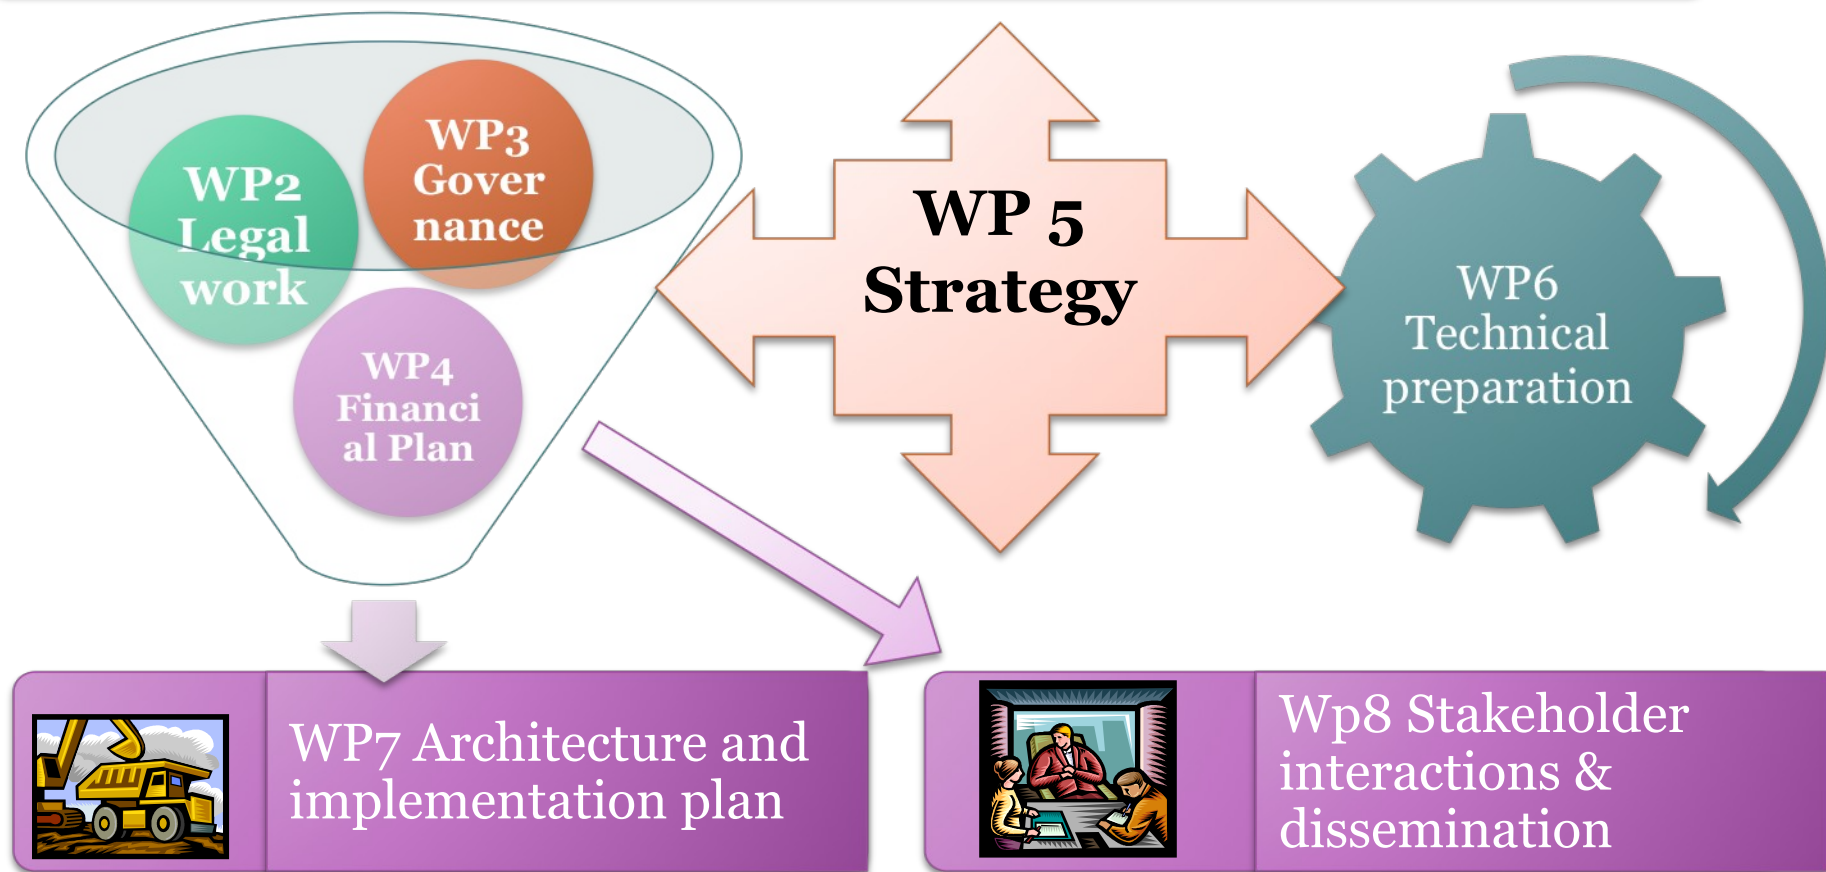 WP2
Legal
work
WP3
Gover
nance
WP4
Financi
al Plan
WP 5
Strategy
WP6
Technical
preparation
WP7 Architecture and
implementation plan
Wp8 Stakeholder
interactions &
dissemination